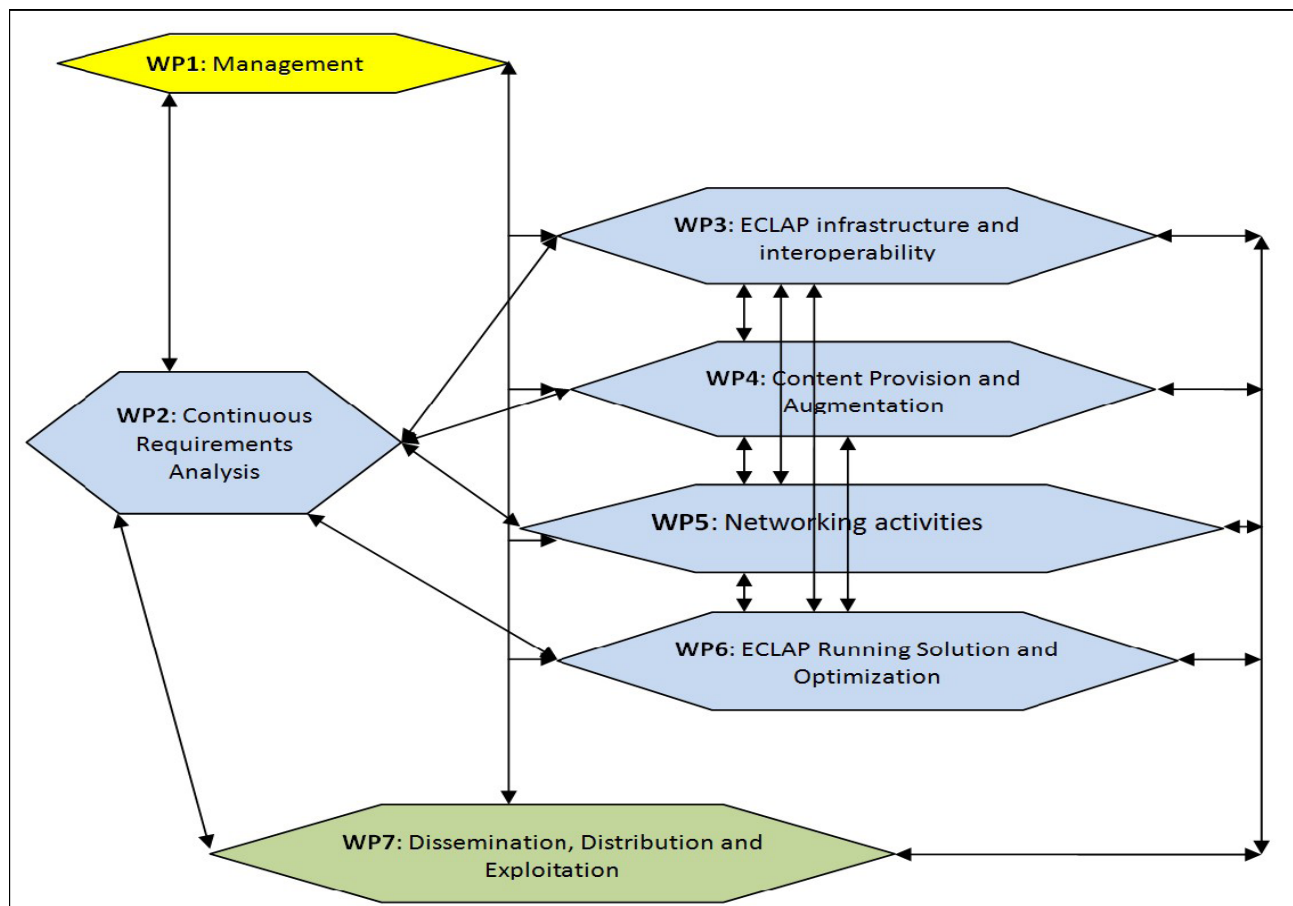 WP1: Management
WP3: ECLAP infrastructure and
interoperability
WP4: Content Provision and
Augmentation
WP2: Continuous
Requirements
Analysis
WP5: Networking activities
WP6: ECLAP Running Solution and
Optimization
WP7: Dissemination, Distribution and
Exploitation